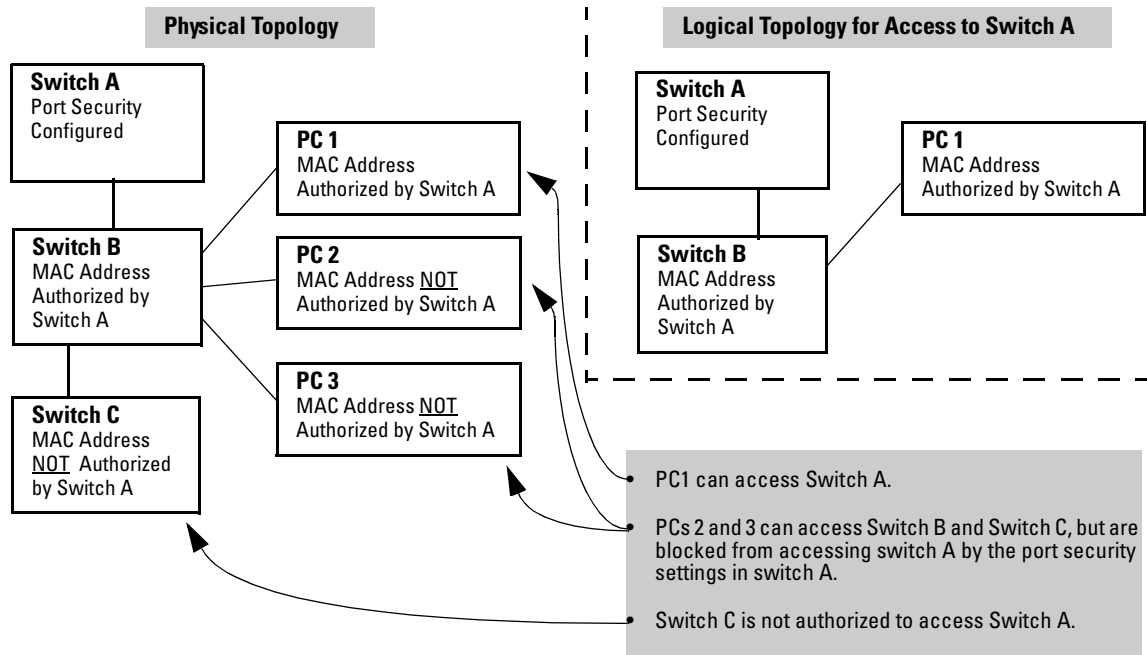 Physical Topology
Switch A
Port Security
Configured
PC 1
MAC Address
Authorized by Switch A
Switch B
MAC Address
Authorized by
Switch A
PC 2
MAC Address NOT
Authorized by Switch A
PC 3
MAC Address NOT
Authorized by Switch A
Switch C
MAC Address
NOT Authorized
by Switch A
Logical Topology for Access to Switch A
Switch A
Port Security
Configured
PC 1
MAC Address
Authorized by Switch A
Switch B
MAC Address
Authorized by
Switch A
• PC1 can access Switch A.
• PCs 2 and 3 can access Switch B and Switch C, but are
blocked from accessing switch A by the port security
settings in switch A.
• Switch C is not authorized to access Switch A.